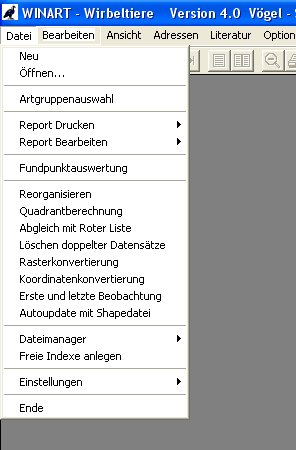 WINART - Wirbeltiere Version 4.0 Vögel -
Datei Bearbeiten Ansicht Adressen Literatur Option
Neu
Öffnen...
Artgruppenauswahl
Report Drucken
Report Bearbeiten
Fundpunktauswertung
Reorganisieren
Quadrantberechnung
Abgleich mit Roter Liste
Löschen doppelter Datensätze
Rasterkonvertierung
Koordinatenkonvertierung
Erste und letzte Beobachtung
Autoupdate mit Shapedatei
Dateimanager
Freie Indexe anlegen
Einstellungen
Ende